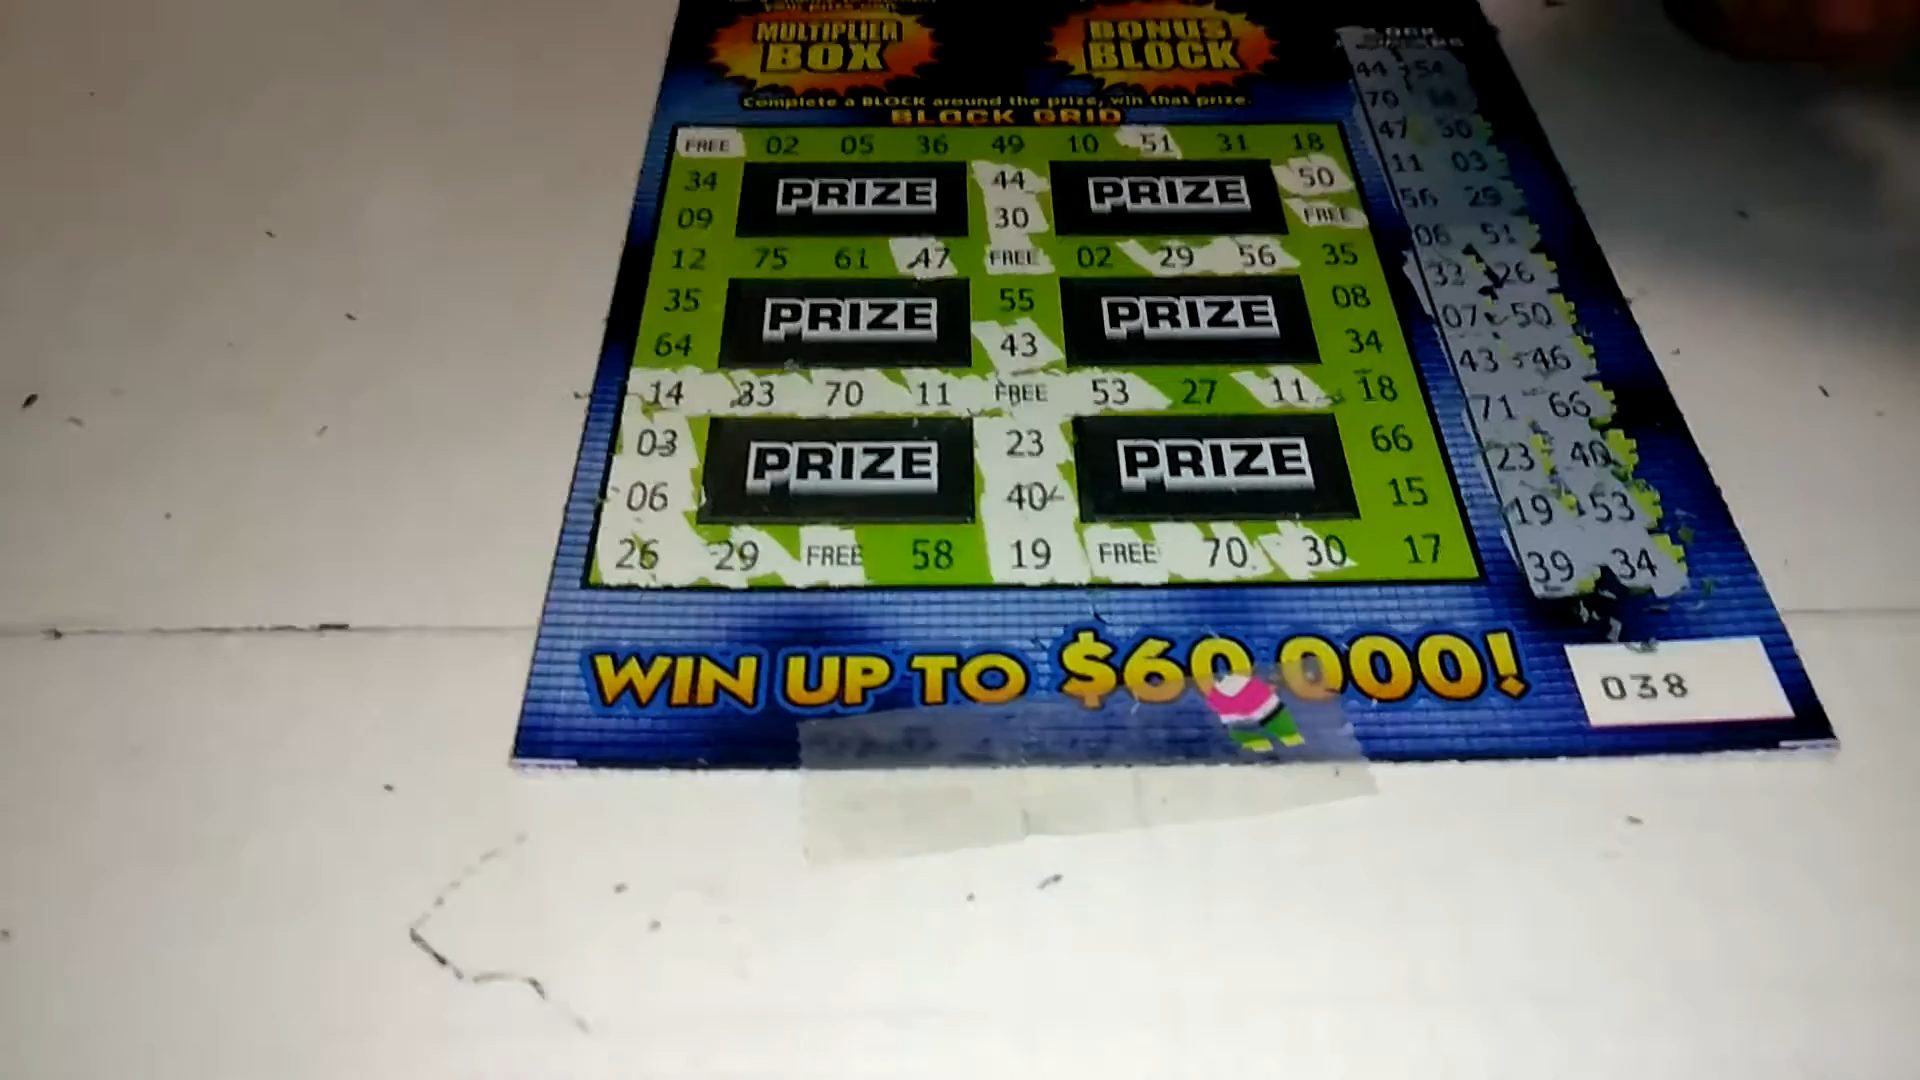 MULTIPLIER
BOX
BONUS
BLOCK
Complete a BLOCK around the prize, win that prize.
BLOCK GRID
FREE 02 05 36 49 10 51 31 18
34 PRIZE 44 PRIZE 50
09 30 FREE
12 75 61 47 FREE 02 29 56 35
35 PRIZE 55 PRIZE 08
64 43 34
14 33 70 11 FREE 53 27 11 18
03 PRIZE 23 PRIZE 66
06 40 15
26 29 FREE 58 19 FREE 70 30 17
44 54
70
47 30
11 03
56 29
06 51
33 26
07 50
43 46
71 66
23 40
19 53
39 34
WIN UP TO $60,000!
038